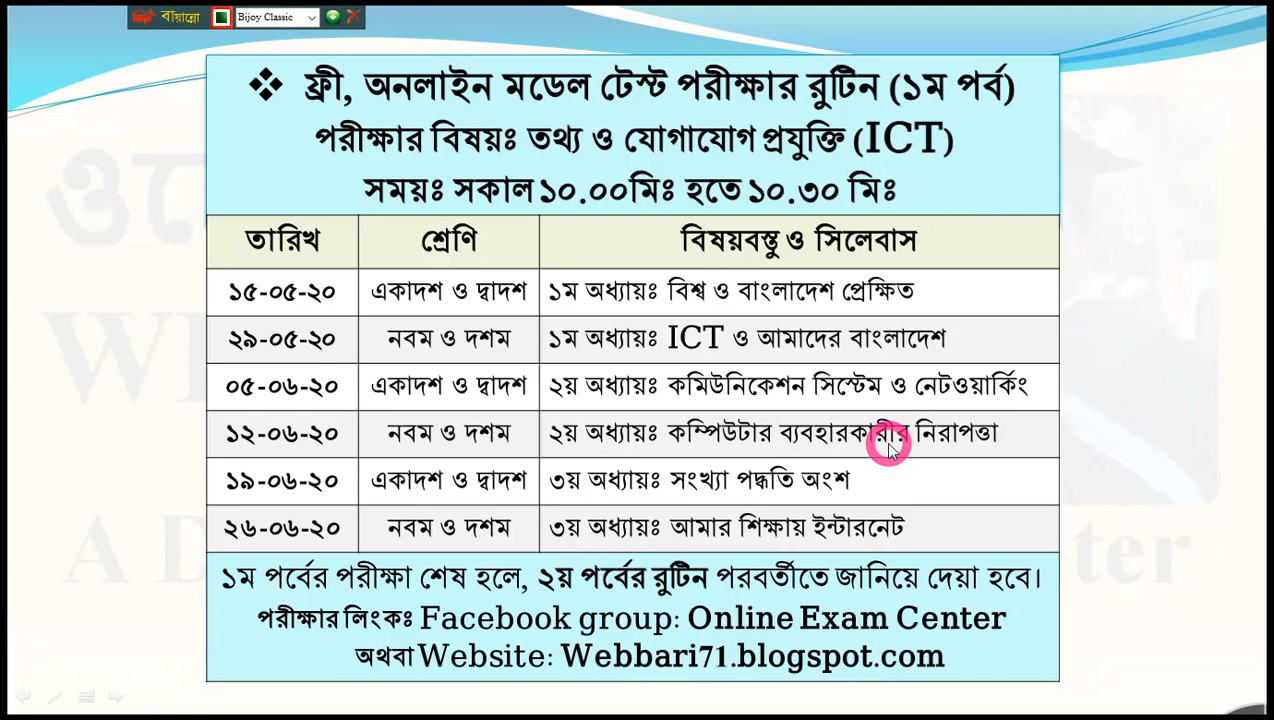 বায়ান্নো Bijoy Classic
❖ ফ্রী, অনলাইন মডেল টেস্ট পরীক্ষার রুটিন (১ম পর্ব)
পরীক্ষার বিষয়ঃ তথ্য ও যোগাযোগ প্রযুক্তি (ICT)
সময়ঃ সকাল ১০.০০মিঃ হতে ১০.৩০ মিঃ
তারিখ শ্রেণি বিষয়বস্তু ও সিলেবাস
১৫-০৫-২০ একাদশ ও দ্বাদশ ১ম অধ্যায়ঃ বিশ্ব ও বাংলাদেশ প্রেক্ষিত
২৯-০৫-২০ নবম ও দশম ১ম অধ্যায়ঃ ICT ও আমাদের বাংলাদেশ
০৫-০৬-২০ একাদশ ও দ্বাদশ ২য় অধ্যায়ঃ কমিউনিকেশন সিস্টেম ও নেটওয়ার্কিং
১২-০৬-২০ নবম ও দশম ২য় অধ্যায়ঃ কম্পিউটার ব্যবহারকারীর নিরাপত্তা
১৯-০৬-২০ একাদশ ও দ্বাদশ ৩য় অধ্যায়ঃ সংখ্যা পদ্ধতি অংশ
২৬-০৬-২০ নবম ও দশম ৩য় অধ্যায়ঃ আমার শিক্ষায় ইন্টারনেট
১ম পর্বের পরীক্ষা শেষ হলে, ২য় পর্বের রুটিন পরবর্তীতে জানিয়ে দেয়া হবে।
পরীক্ষার লিংকঃ Facebook group: Online Exam Center
অথবা Website: Webbari71.blogspot.com